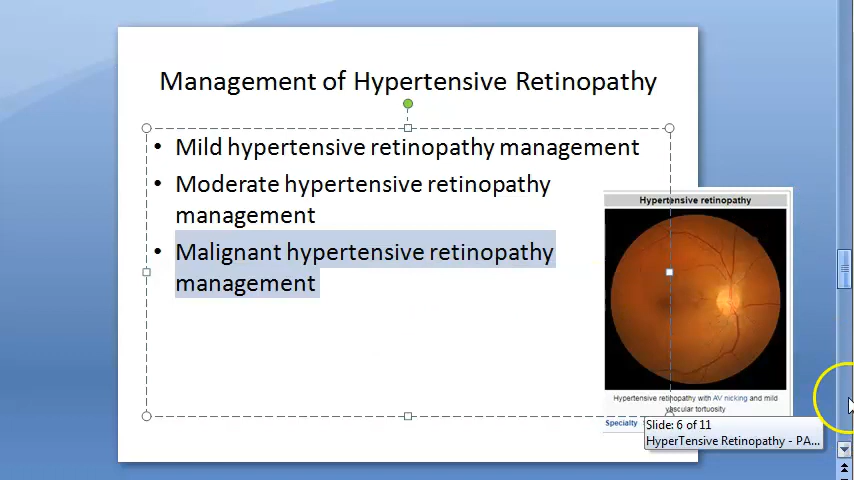 Management of Hypertensive Retinopathy
• Mild hypertensive retinopathy management
• Moderate hypertensive retinopathy
management
• Malignant hypertensive retinopathy
management
Hypertensive retinopathy
Hypertensive retinopathy with AV nicking and mild
vascular tortuosity
Specialty
Slide: 6 of 11
HyperTensive Retinopathy - PA...